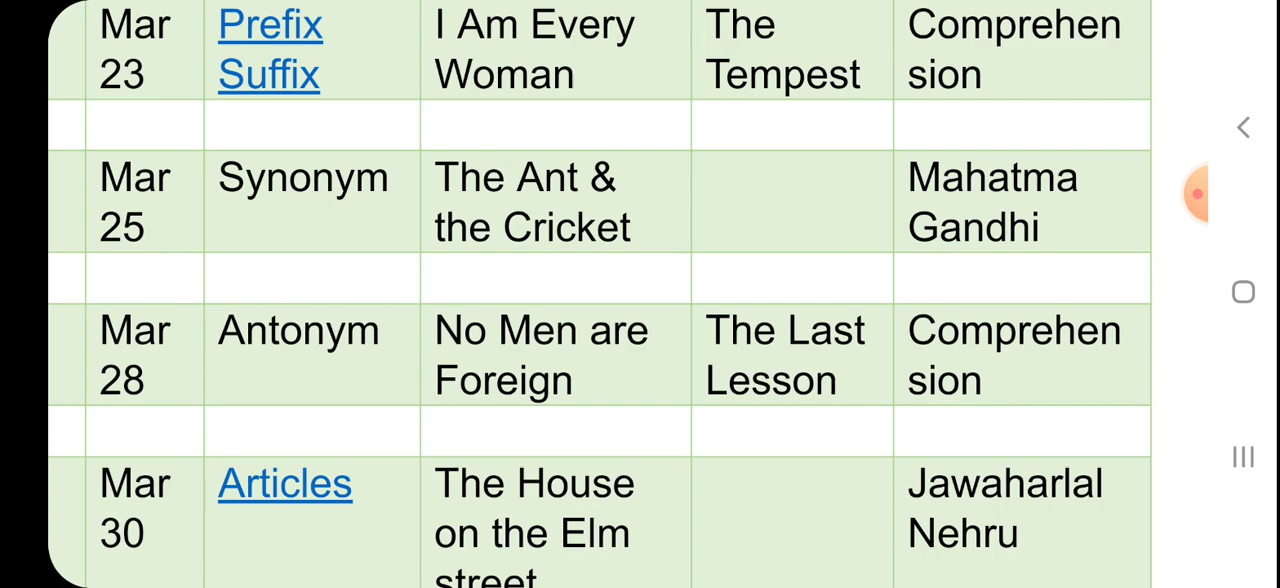 Mar Prefix I Am Every The Comprehen
23 Suffix Woman Tempest sion
Mar Synonym The Ant & Mahatma
25 the Cricket Gandhi
Mar Antonym No Men are The Last Comprehen
28 Foreign Lesson sion
Mar Articles The House Jawaharlal
30 on the Elm Nehru
street